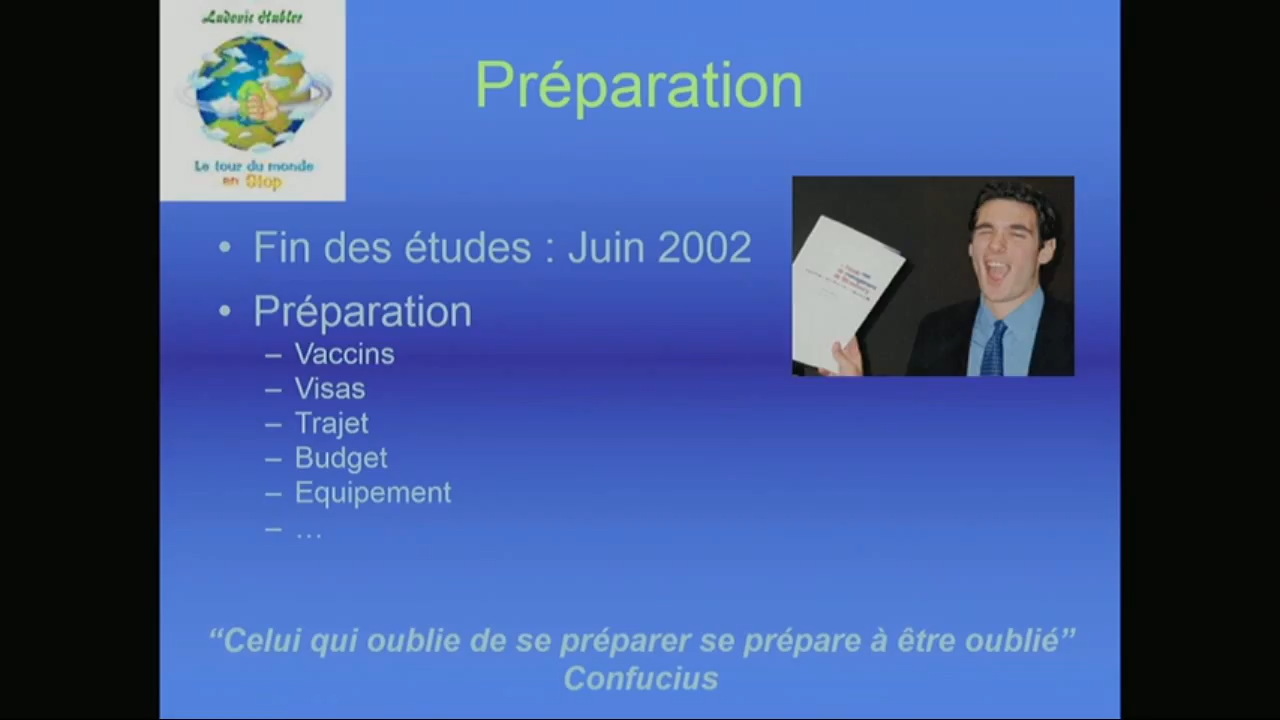 Ludovic Hubler
Le tour du monde
en Stop
Préparation
• Fin des études : Juin 2002
• Préparation
– Vaccins
– Visas
– Trajet
– Budget
– Equipement
– …
“Celui qui oublie de se préparer se prépare à être oublié”
Confucius